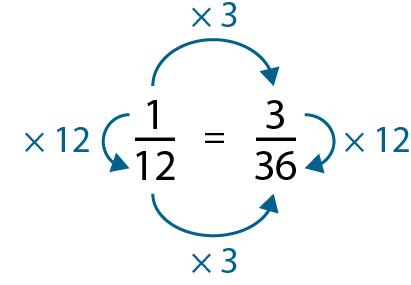 × 3
× 12 1/12 = 3/36 × 12
× 3